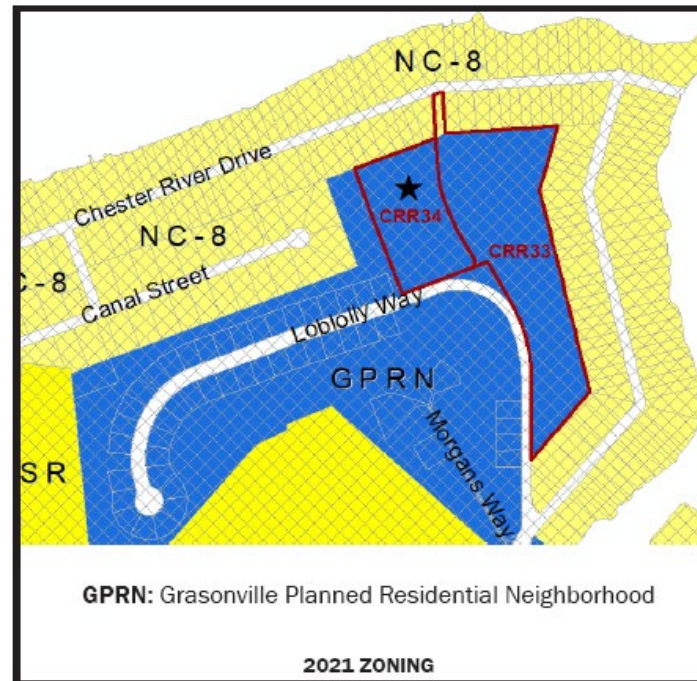 NC-8
Chester River Drive
CRR34
NC-8
CRR33
C-8
Canal Street
Loblolly Way
GPRN
Morgans Way
SR
GPRN: Grasonville Planned Residential Neighborhood
2021 ZONING